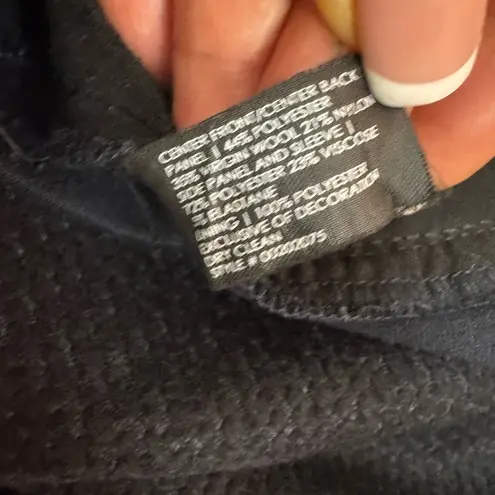 CENTER FRONT/CENTER BACK
PANEL | 44% POLYESTER
35% VIRGIN WOOL 21% NYLON
SIDE PANEL AND SLEEVE |
72% POLYESTER 23% VISCOSE
5% ELASTANE
LINING | 100% POLYESTER
EXCLUSIVE OF DECORATION
DRY CLEAN
STYLE #